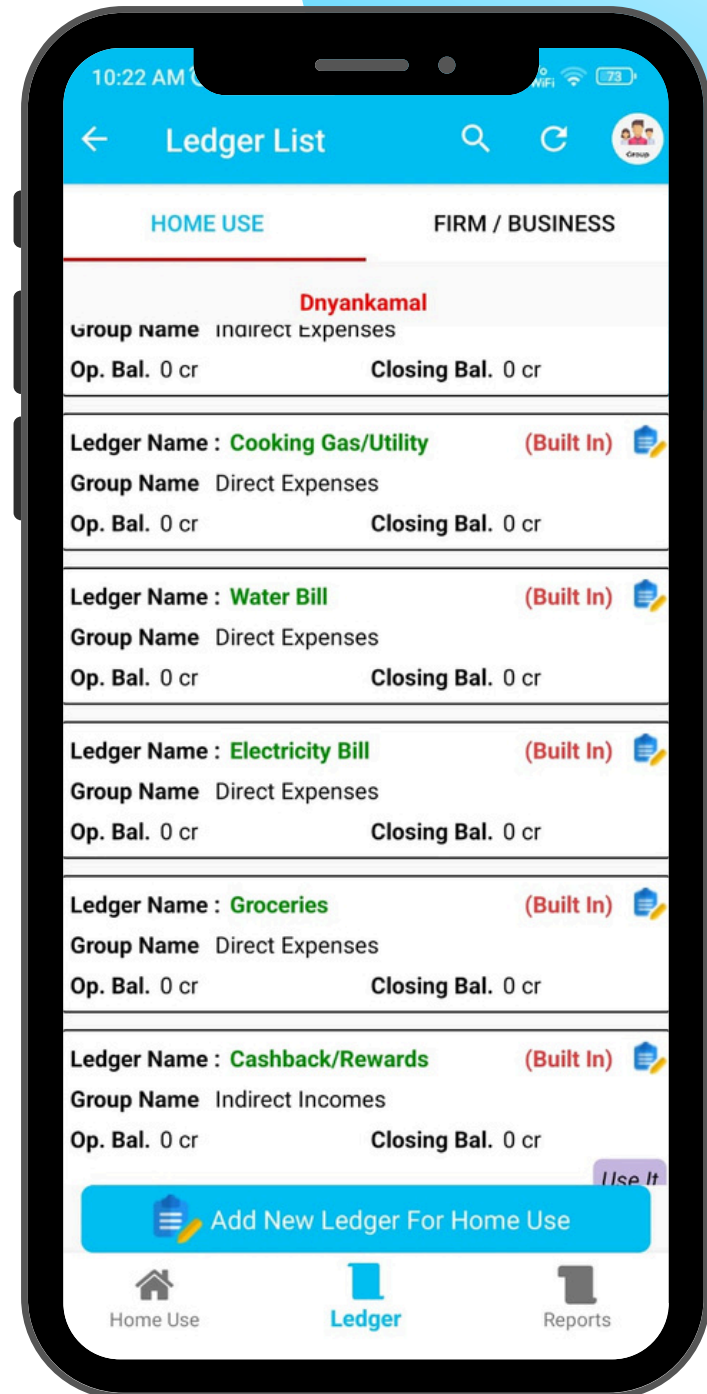 10:22 AM
WiFi 73
Ledger List
Group
HOME USE FIRM / BUSINESS
Dnyankamal
Group Name Indirect Expenses
Op. Bal. 0 cr Closing Bal. 0 cr
Ledger Name : Cooking Gas/Utility (Built In)
Group Name Direct Expenses
Op. Bal. 0 cr Closing Bal. 0 cr
Ledger Name : Water Bill (Built In)
Group Name Direct Expenses
Op. Bal. 0 cr Closing Bal. 0 cr
Ledger Name : Electricity Bill (Built In)
Group Name Direct Expenses
Op. Bal. 0 cr Closing Bal. 0 cr
Ledger Name : Groceries (Built In)
Group Name Direct Expenses
Op. Bal. 0 cr Closing Bal. 0 cr
Ledger Name : Cashback/Rewards (Built In)
Group Name Indirect Incomes
Op. Bal. 0 cr Closing Bal. 0 cr
Use It
Add New Ledger For Home Use
Home Use Ledger Reports